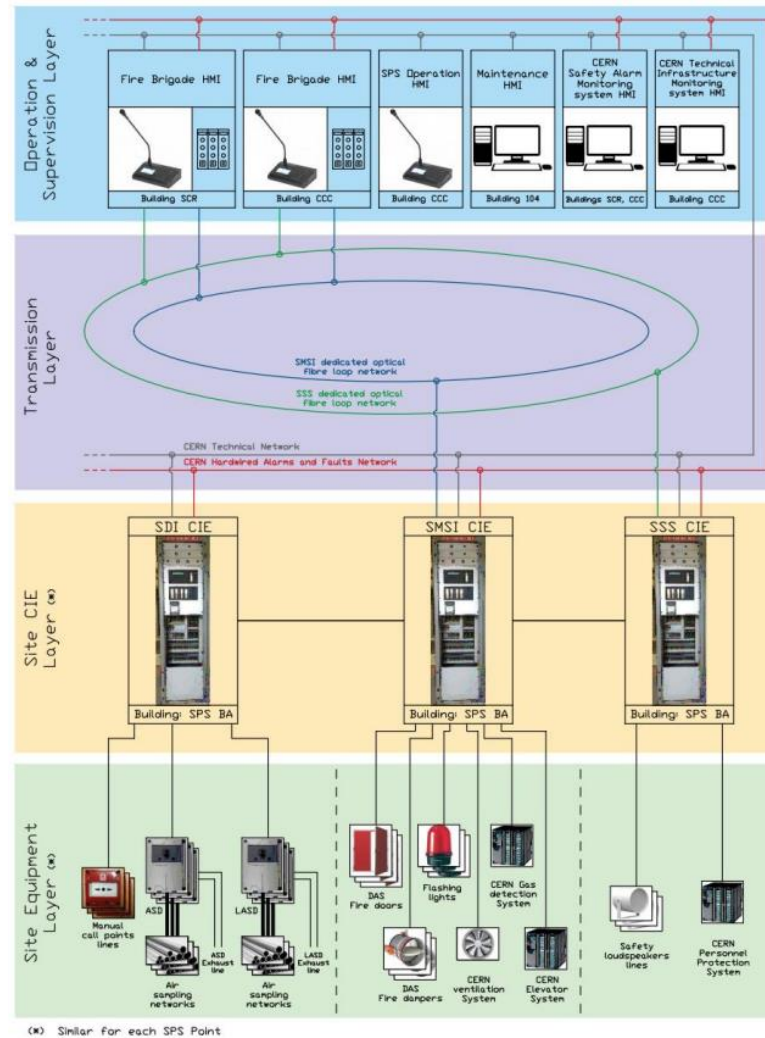 Operation &
Supervision Layer
Fire Brigade HMI
Building SCR
Fire Brigade HMI
Building CCC
SPS Operation
HMI
Building CCC
Maintenance
HMI
Building 104
CERN
Safety Alarm
Monitoring
system HMI
Buildings SCR, CCC
CERN Technical
Infrastructure
Monitoring
system HMI
Building CCC
Transmission
Layer
SMSI dedicated optical
fibre loop network
SSS dedicated optical
fibre loop network
CERN Technical Network
CERN Hardwired Alarms and Faults Network
Site CIE
Layer (*)
SDI CIE
Building: SPS BA
SMSI CIE
Building: SPS BA
SSS CIE
Building: SPS BA
Site Equipment
Layer (*)
Manual
call points
lines
ASD
Air
sampling
networks
ASD
Exhaust
line
LASD
Air
sampling
networks
LASD
Exhaust
line
DAS
Fire doors
Flashing
lights
CERN Gas
detection
System
DAS
Fire dampers
CERN
ventilation
System
CERN
Elevator
System
Safety
loudspeakers
lines
CERN
Personnel
Protection
System
(*) Similar for each SPS Point